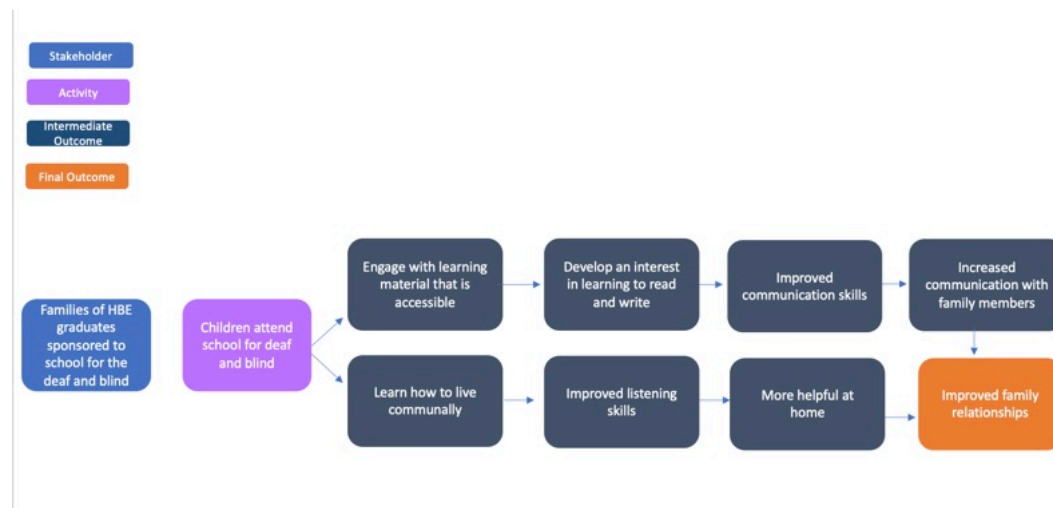 Stakeholder
Activity
Intermediate
Outcome
Final Outcome
Families of HBE
graduates
sponsored to
school for the
deaf and blind
Children attend
school for deaf
and blind
Engage with learning
material that is
accessible
Develop an interest
in learning to read
and write
Improved
communication skills
Increased
communication with
family members
Learn how to live
communally
Improved listening
skills
More helpful at
home
Improved family
relationships